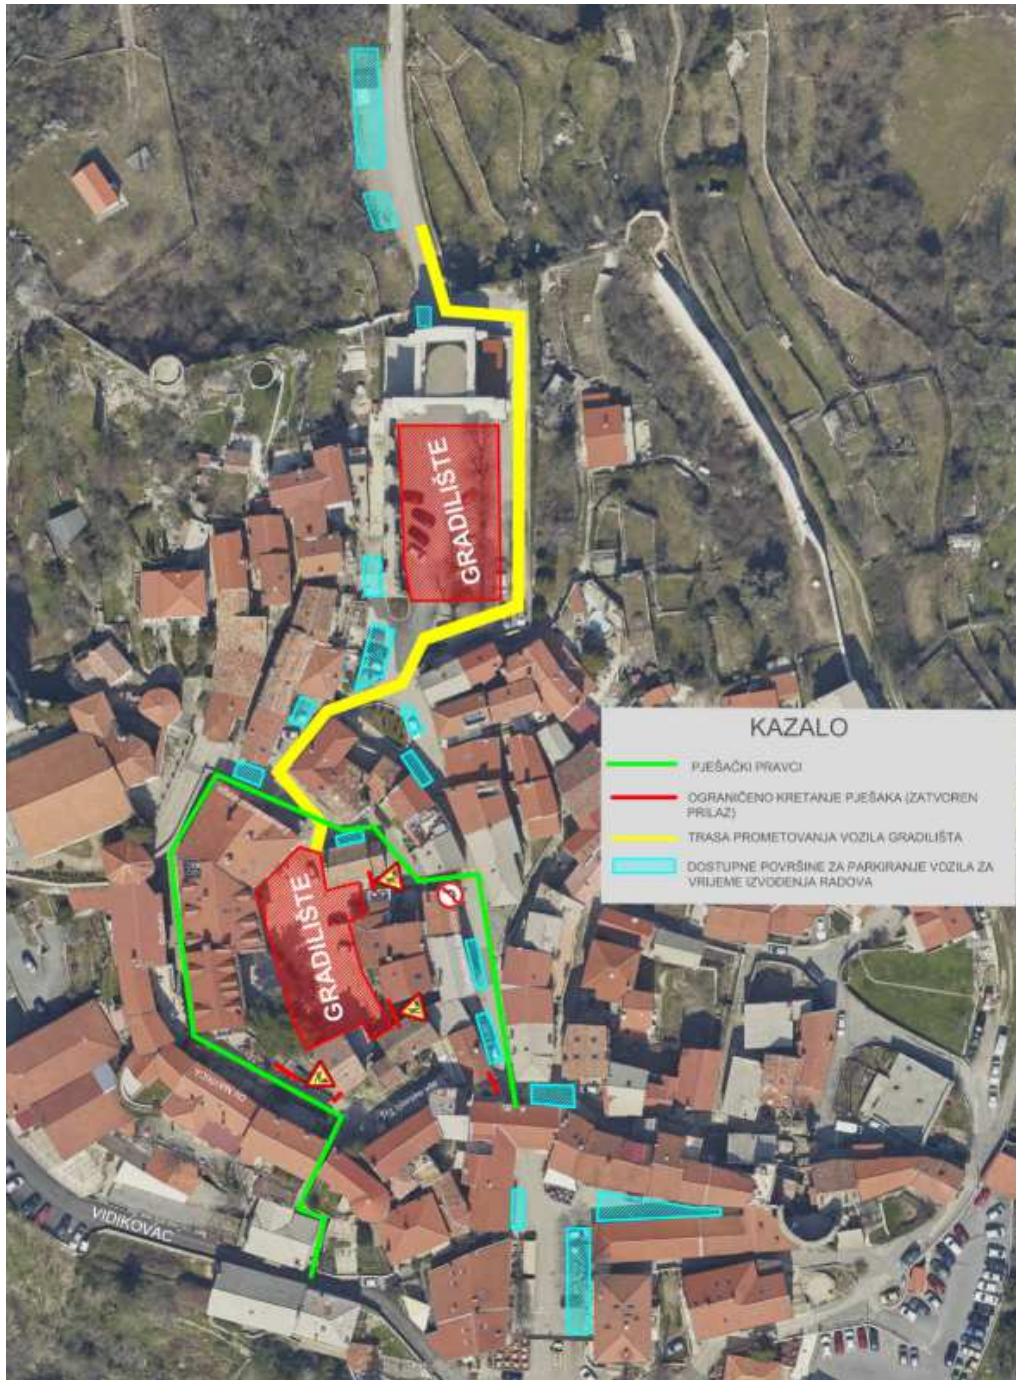 GRADILIŠTE
KAZALO
PJEŠAČKI PRAVCI
OGRANIČENO KRETANJE PJEŠAKA (ZATVOREN
PRILAZ)
TRASA PROMETOVANJA VOZILA GRADILIŠTA
DOSTUPNE POVRŠINE ZA PARKIRANJE VOZILA ZA
VRIJEME IZVOĐENJA RADOVA
GRADILIŠTE
VIDIKOVAC